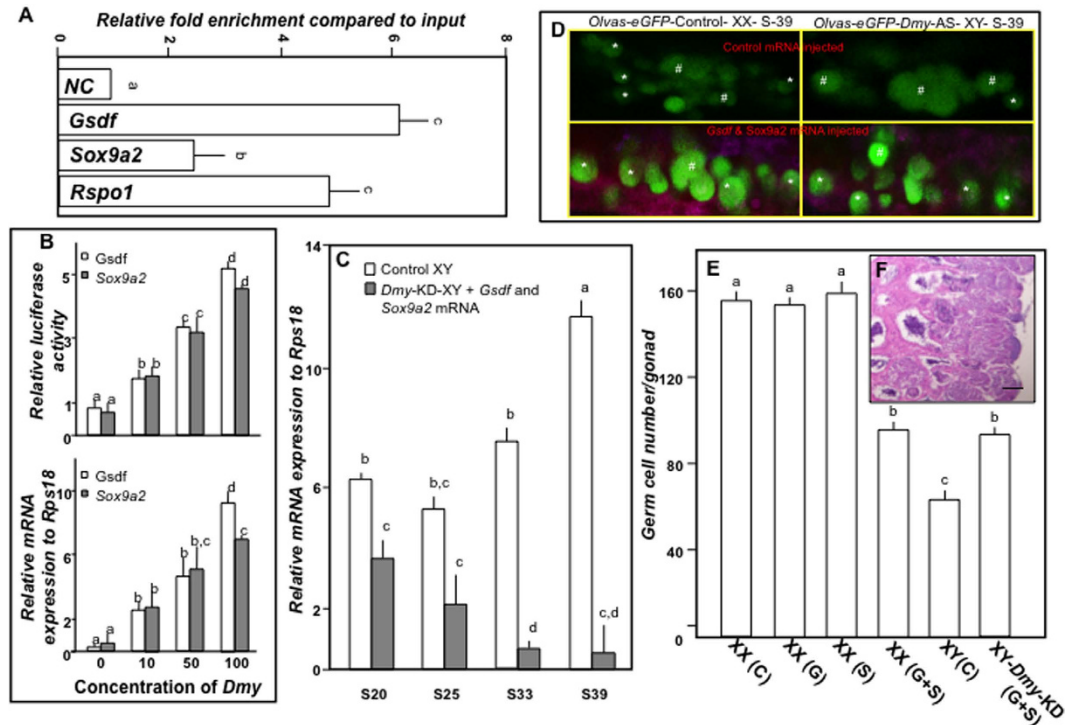 A
Relative fold enrichment compared to input
0 2 4 6 8
NC a
Gsdf c
Sox9a2 b
Rspo1 c
D
Olvas-eGFP-Control- XX- S-39
Olvas-eGFP-Dmy-AS- XY- S-39
Control mRNA injected
* * * * # #
# # # *
Gsdf & Sox9a2 mRNA injected
* * # * *
# * * *
B
Gsdf
Sox9a2
Relative luciferase
activity
5
3
1
0
a a b b c c d d
Gsdf
Sox9a2
Relative mRNA
expression to Rps18
10
6
2
0
a a b b b b,c d c
0 10 50 100
Concentration of Dmy
C
Control XY
Dmy-KD-XY + Gsdf and
Sox9a2 mRNA
Relative mRNA expression to Rps18
14
10
6
2
0
b c b,c c b d a c,d
S20 S25 S33 S39
E
F
Germ cell number/gonad
160
120
80
40
0
a a a b c b
XX (C)
XX (G)
XX (S)
XX (G+S)
XY(C)
XY-Dmy-KD
(G+S)